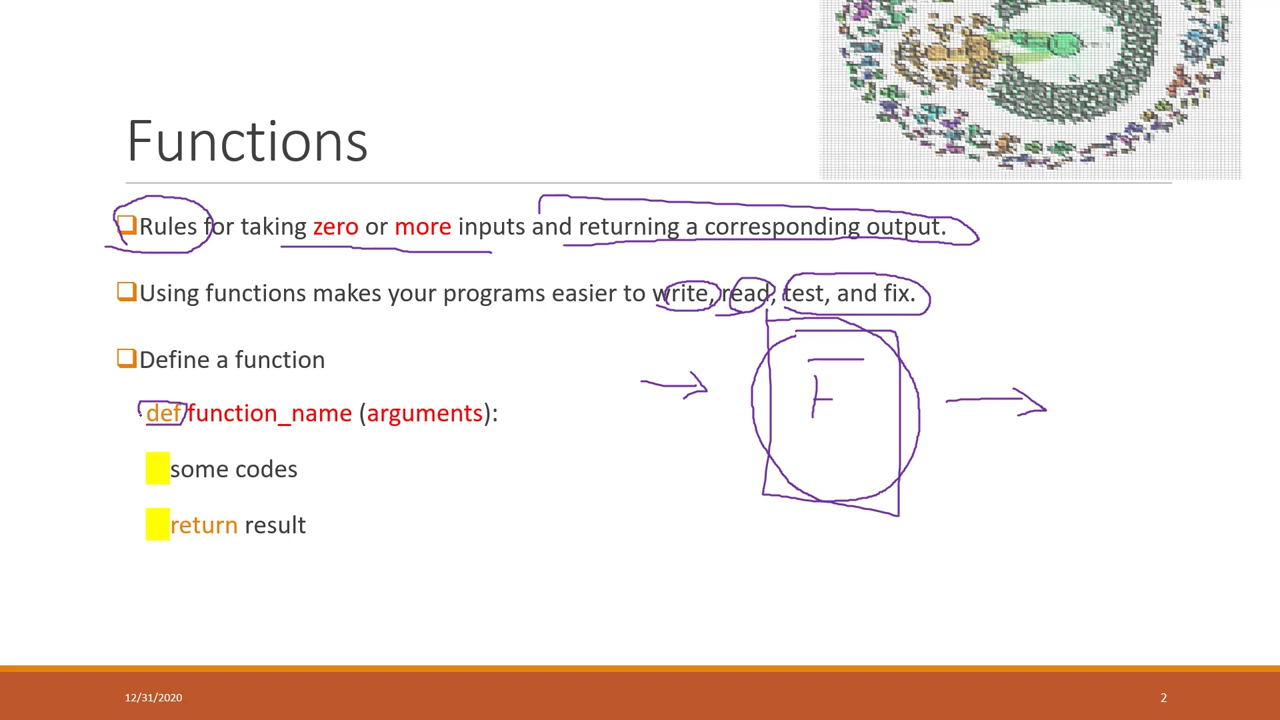 Functions
Rules for taking zero or more inputs and returning a corresponding output.
Using functions makes your programs easier to write, read, test, and fix.
Define a function
def function_name (arguments):
F
some codes
return result
12/31/2020
2